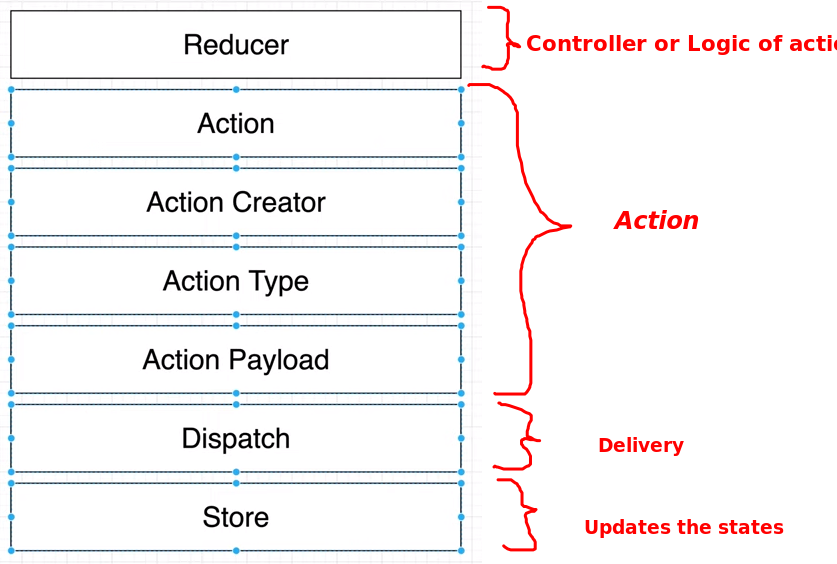 Reducer
Controller or Logic of acti
Action
Action Creator
Action
Action Type
Action Payload
Dispatch
Delivery
Store
Updates the states